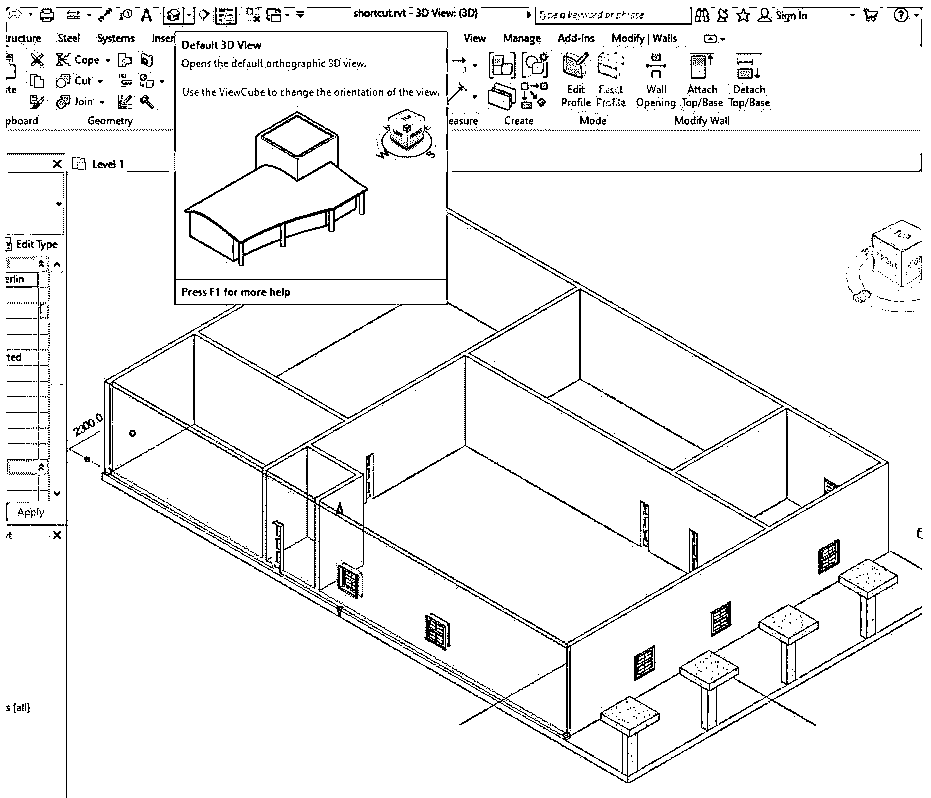 shortcut.rvt - 3D View: {3D}
Type a keyword or phrase
Sign In
ructure Steel Systems Inser
View Manage Add-Ins Modify | Walls
Default 3D View
Opens the default orthographic 3D view.
Use the ViewCube to change the orientation of the view.
Press F1 for more help
Cope
Cut
Join
pboard Geometry
easure Create Mode Modify Wall
Edit Profile
Reset Profile
Wall Opening
Attach Top/Base
Detach Top/Base
Level 1
Edit Type
erlin
ted
Apply
2300.0
s (all)